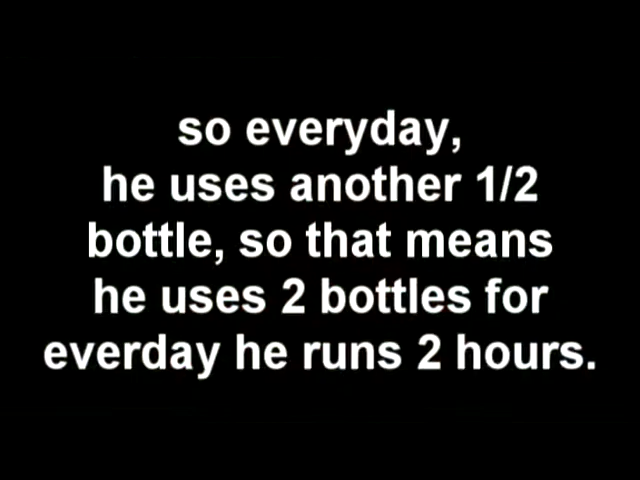 so everyday,
he uses another 1/2
bottle, so that means
he uses 2 bottles for
everday he runs 2 hours.